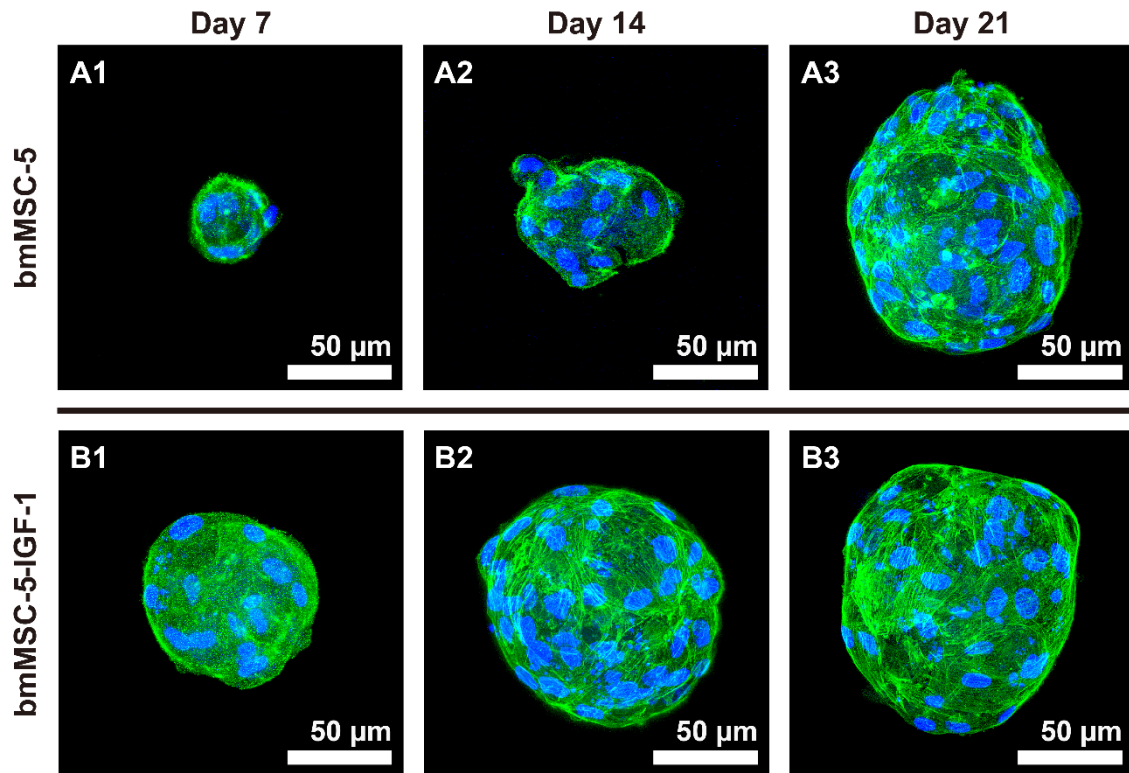 Day 7
Day 14
Day 21
bmMSC-5
A1
50 µm
A2
50 µm
A3
50 µm
bmMSC-5-IGF-1
B1
50 µm
B2
50 µm
B3
50 µm